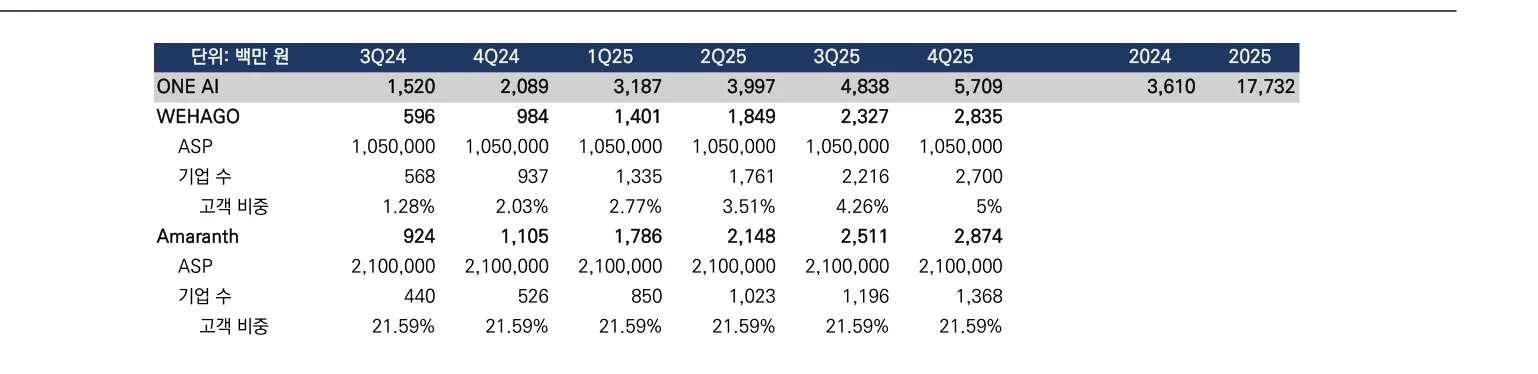 단위: 백만 원 3Q24 4Q24 1Q25 2Q25 3Q25 4Q25 2024 2025
ONE AI 1,520 2,089 3,187 3,997 4,838 5,709 3,610 17,732
WEHAGO 596 984 1,401 1,849 2,327 2,835
ASP 1,050,000 1,050,000 1,050,000 1,050,000 1,050,000 1,050,000
기업 수 568 937 1,335 1,761 2,216 2,700
고객 비중 1.28% 2.03% 2.77% 3.51% 4.26% 5%
Amaranth 924 1,105 1,786 2,148 2,511 2,874
ASP 2,100,000 2,100,000 2,100,000 2,100,000 2,100,000 2,100,000
기업 수 440 526 850 1,023 1,196 1,368
고객 비중 21.59% 21.59% 21.59% 21.59% 21.59% 21.59%